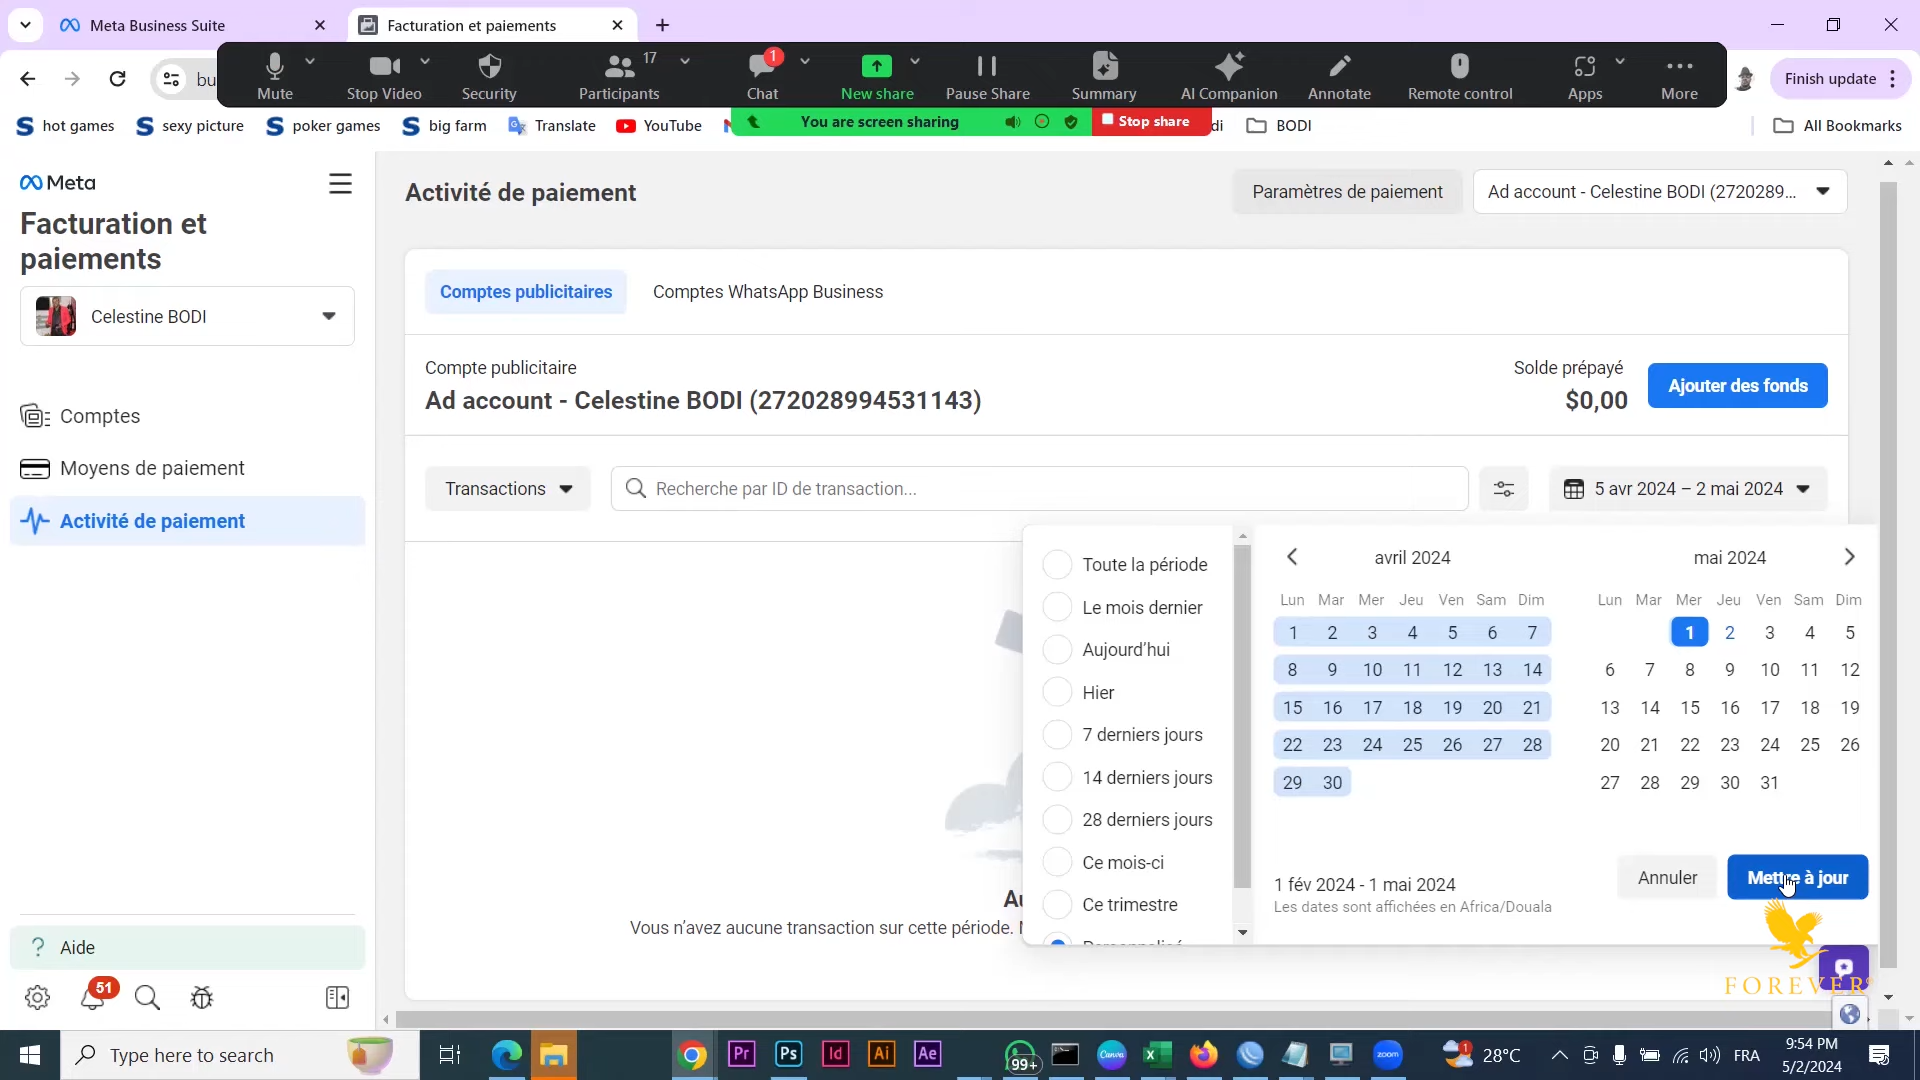 Meta Business Suite
Facturation et paiements
Mute
Stop Video
Security
17
Participants
1
Chat
New share
Pause Share
Summary
AI Companion
Annotate
Remote control
Apps
More
bu
Finish update
You are screen sharing
Stop share
hot games
sexy picture
poker games
big farm
Translate
YouTube
di
BODI
All Bookmarks
Meta
Facturation et
paiements
Celestine BODI
Comptes
Moyens de paiement
Activité de paiement
Aide
51
Activité de paiement
Paramètres de paiement
Ad account - Celestine BODI (2720289...
Comptes publicitaires
Comptes WhatsApp Business
Compte publicitaire
Ad account - Celestine BODI (272028994531143)
Solde prépayé
$0,00
Ajouter des fonds
Transactions
Recherche par ID de transaction...
5 avr 2024 – 2 mai 2024
Vous n’avez aucune transaction sur cette période.
Toute la période
Le mois dernier
Aujourd’hui
Hier
7 derniers jours
14 derniers jours
28 derniers jours
Ce mois-ci
Ce trimestre
avril 2024
Lun Mar Mer Jeu Ven Sam Dim
1 2 3 4 5 6 7
8 9 10 11 12 13 14
15 16 17 18 19 20 21
22 23 24 25 26 27 28
29 30
mai 2024
Lun Mar Mer Jeu Ven Sam Dim
1 2 3 4 5
6 7 8 9 10 11 12
13 14 15 16 17 18 19
20 21 22 23 24 25 26
27 28 29 30 31
1 fév 2024 - 1 mai 2024
Les dates sont affichées en Africa/Douala
Annuler
Mettre à jour
FOREVER
Type here to search
Pr
Ps
Id
Ai
Ae
99+
Canva
zoom
1
28°C
FRA
9:54 PM
5/2/2024